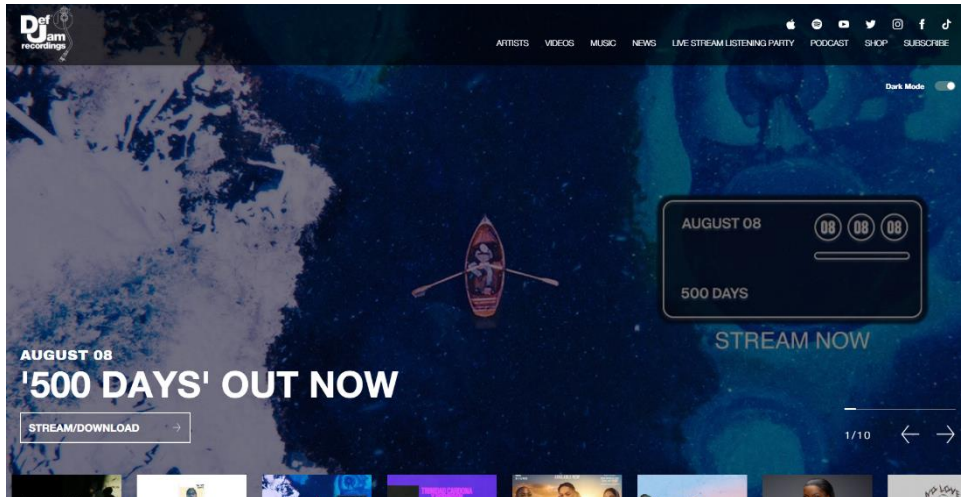 Def
Jam
recordings
ARTISTS VIDEOS MUSIC NEWS LIVE STREAM LISTENING PARTY PODCAST SHOP SUBSCRIBE
Dark Mode
AUGUST 08
08 08 08
500 DAYS
STREAM NOW
AUGUST 08
'500 DAYS' OUT NOW
STREAM/DOWNLOAD →
1/10 ← →